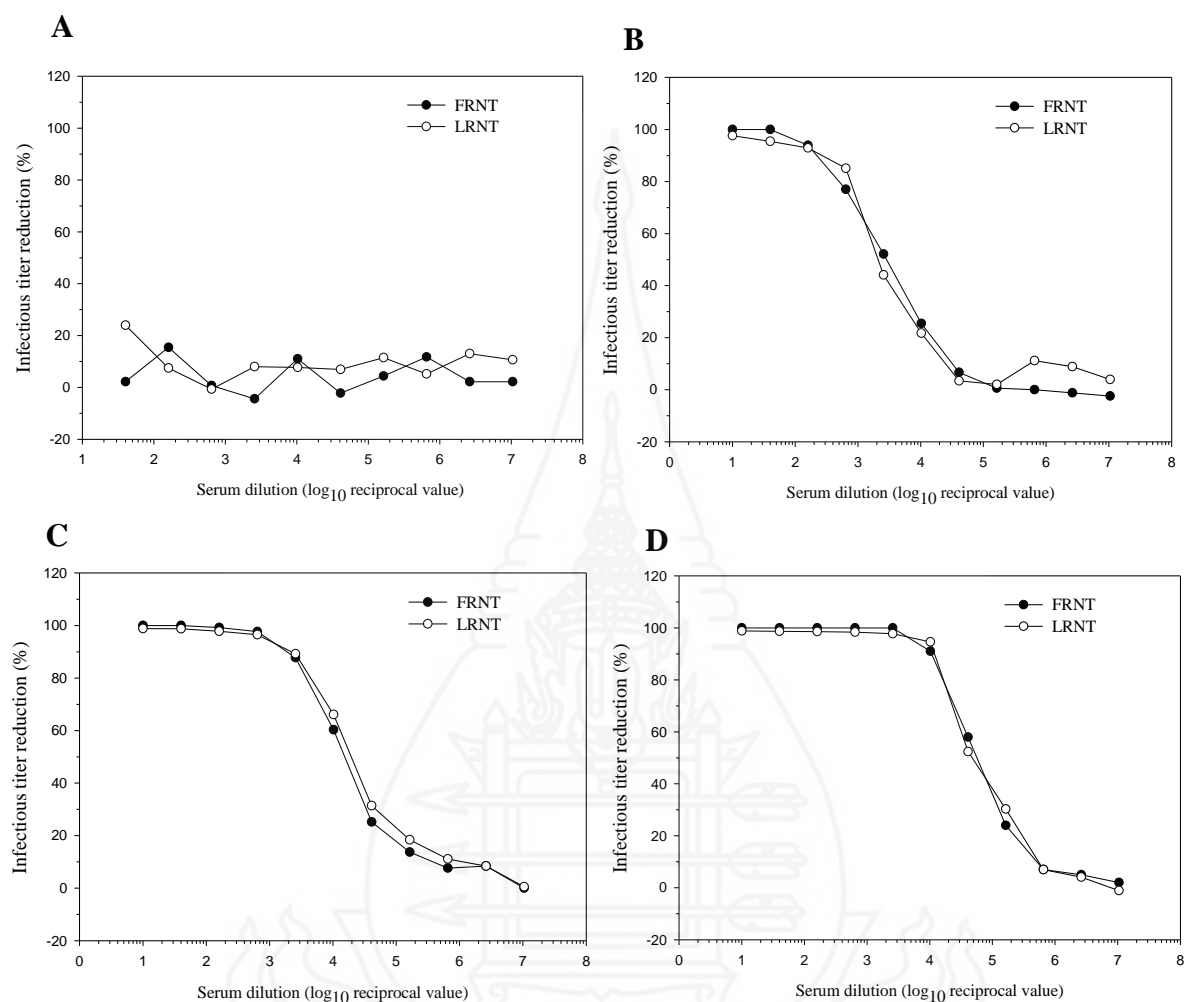 A
120
100
80
60
40
20
0
-20
1 2 3 4 5 6 7 8
Infectious titer reduction (%)
Serum dilution (log10 reciprocal value)
FRNT
LRNT
B
120
100
80
60
40
20
0
-20
0 1 2 3 4 5 6 7 8
Infectious titer reduction (%)
Serum dilution (log10 reciprocal value)
FRNT
LRNT
C
120
100
80
60
40
20
0
-20
0 1 2 3 4 5 6 7 8
Infectious titer reduction (%)
Serum dilution (log10 reciprocal value)
FRNT
LRNT
D
120
100
80
60
40
20
0
-20
0 1 2 3 4 5 6 7 8
Infectious titer reduction (%)
Serum dilution (log10 reciprocal value)
FRNT
LRNT